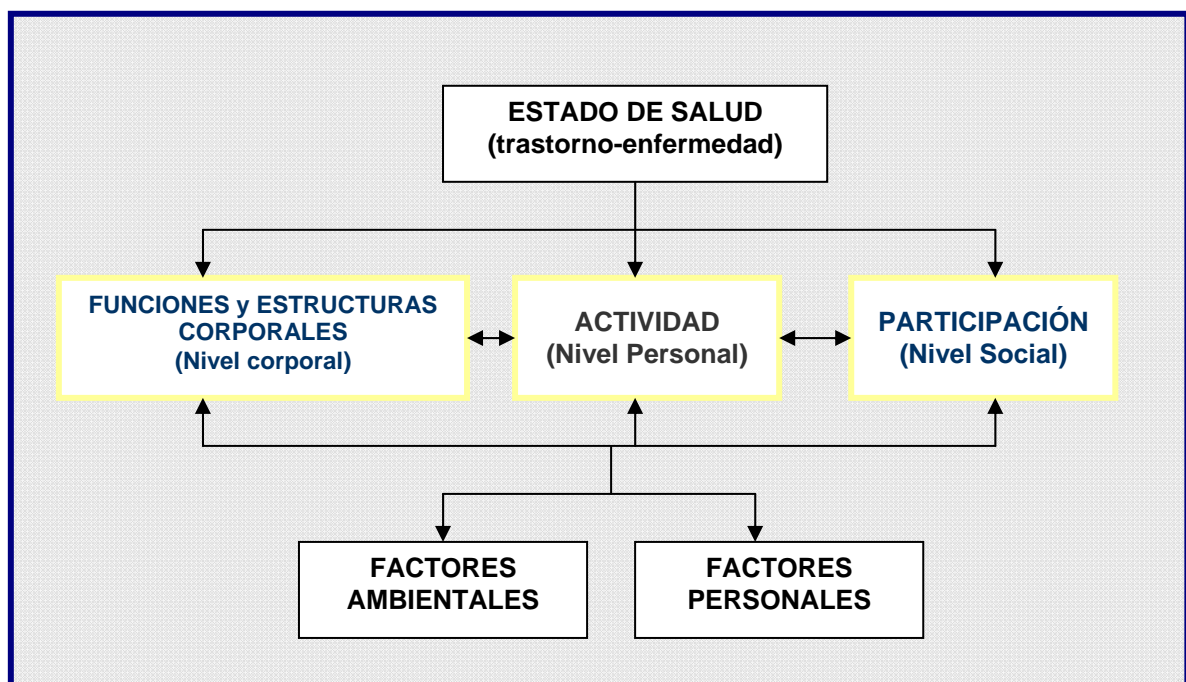 ESTADO DE SALUD
(trastorno-enfermedad)
FUNCIONES y ESTRUCTURAS
CORPORALES
(Nivel corporal)
ACTIVIDAD
(Nivel Personal)
PARTICIPACIÓN
(Nivel Social)
FACTORES
AMBIENTALES
FACTORES
PERSONALES